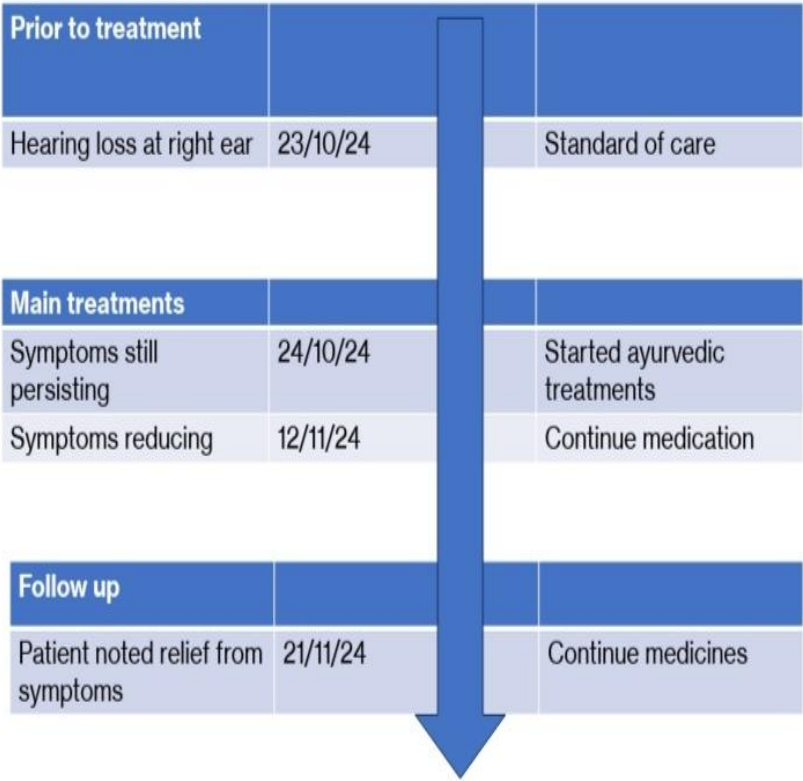 Prior to treatment
Hearing loss at right ear 23/10/24 Standard of care
Main treatments
Symptoms still 24/10/24 Started ayurvedic
persisting treatments
Symptoms reducing 12/11/24 Continue medication
Follow up
Patient noted relief from 21/11/24 Continue medicines
symptoms